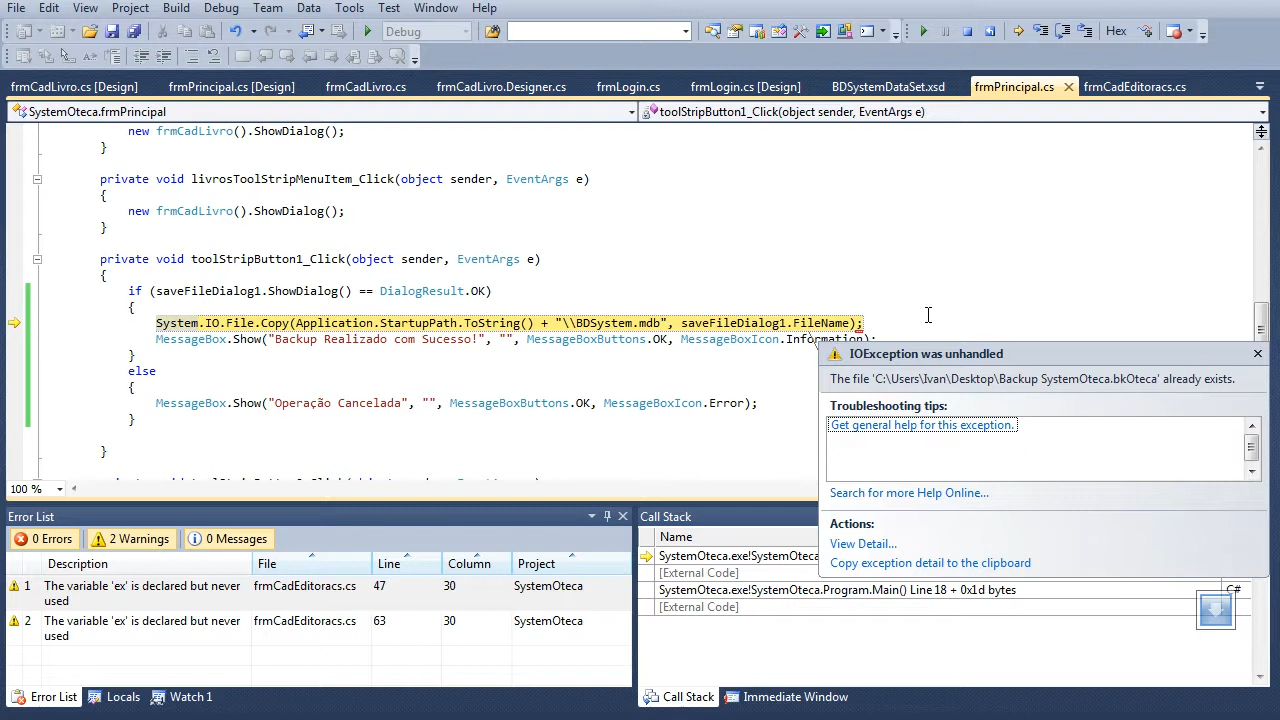 File Edit View Project Build Debug Team Data Tools Test Window Help
Debug Hex
frmCadLivro.cs [Design] frmPrincipal.cs [Design] frmCadLivro.cs frmCadLivro.Designer.cs frmLogin.cs frmLogin.cs [Design] BDSystemDataSet.xsd frmPrincipal.cs frmCadEditoracs.cs
SystemOteca.frmPrincipal toolStripButton1_Click(object sender, EventArgs e)
new frmCadLivro().ShowDialog();
}
private void livrosToolStripMenuItem_Click(object sender, EventArgs e)
{
new frmCadLivro().ShowDialog();
}
private void toolStripButton1_Click(object sender, EventArgs e)
{
if (saveFileDialog1.ShowDialog() == DialogResult.OK)
{
System.IO.File.Copy(Application.StartupPath.ToString() + "\\BDSystem.mdb", saveFileDialog1.FileName);
MessageBox.Show("Backup Realizado com Sucesso!", "", MessageBoxButtons.OK, MessageBoxIcon.Information);
}
else
{
MessageBox.Show("Operação Cancelada", "", MessageBoxButtons.OK, MessageBoxIcon.Error);
}
}
100 %
IOException was unhandled
The file 'C:\Users\Ivan\Desktop\Backup SystemOteca.bkOteca' already exists.
Troubleshooting tips:
Get general help for this exception.
Search for more Help Online...
Actions:
View Detail...
Copy exception detail to the clipboard
Error List
0 Errors 2 Warnings 0 Messages
Description File Line Column Project
1 The variable 'ex' is declared but never used frmCadEditoracs.cs 47 30 SystemOteca
2 The variable 'ex' is declared but never used frmCadEditoracs.cs 63 30 SystemOteca
Error List Locals Watch 1
Call Stack
Name
SystemOteca.exe!SystemOteca
[External Code]
SystemOteca.exe!SystemOteca.Program.Main() Line 18 + 0x1d bytes C#
[External Code]
Call Stack Immediate Window